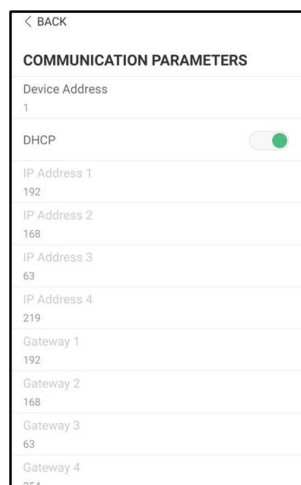 < BACK
COMMUNICATION PARAMETERS
Device Address
1
DHCP
IP Address 1
192
IP Address 2
168
IP Address 3
63
IP Address 4
219
Gateway 1
192
Gateway 2
168
Gateway 3
63
Gateway 4